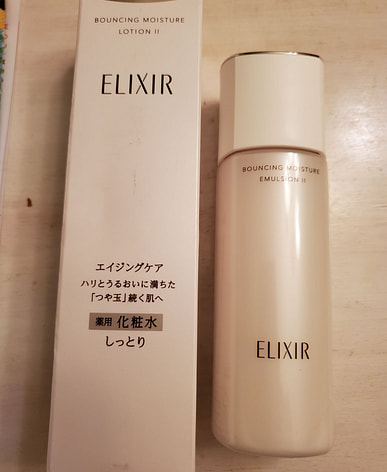 BOUNCING MOISTURE
LOTION II
ELIXIR
エイジングケア
ハリとうるおいに満ちた
「つや玉」続く肌へ
薬用 化粧水
しっとり
BOUNCING MOISTURE
EMULSION II
ELIXIR